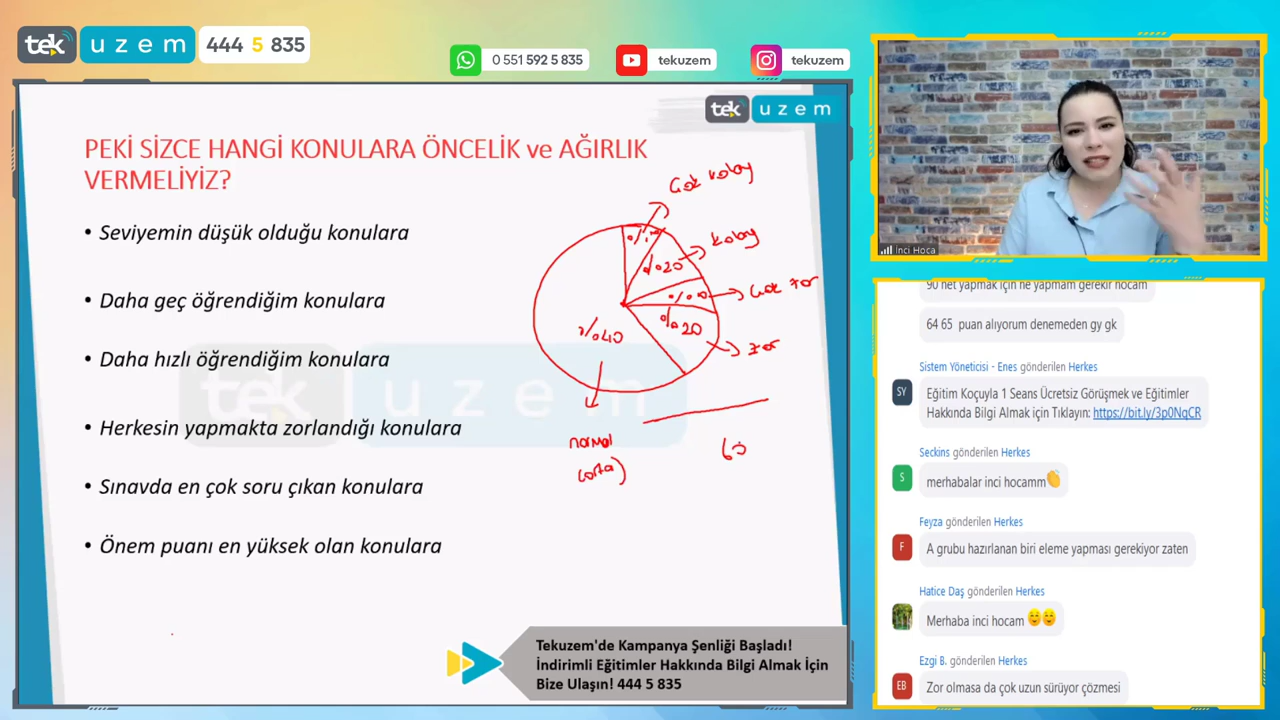 tek uzem 444 5 835
0 551 592 5 835
tekuzem
tekuzem
tek uzem
PEKİ SİZCE HANGİ KONULARA ÖNCELİK ve AĞIRLIK
VERMELİYİZ?
• Seviyemin düşük olduğu konulara
• Daha geç öğrendiğim konulara
• Daha hızlı öğrendiğim konulara
• Herkesin yapmakta zorlandığı konulara
• Sınavda en çok soru çıkan konulara
• Önem puanı en yüksek olan konulara
Çok kolay
%10
kolay
%20
Çok zor
%20
zor
%40
normal
(orta)
tek uzem
Tekuzem'de Kampanya Şenliği Başladı!
İndirimli Eğitimler Hakkında Bilgi Almak İçin
Bize Ulaşın! 444 5 835
İnci Hoca
90 net yapmak için ne yapmam gerekir hocam
64 65 puan alıyorum denemeden gy gk
Sistem Yöneticisi - Enes gönderilen Herkes
SY
Eğitim Koçuyla 1 Seans Ücretsiz Görüşmek ve Eğitimler
Hakkında Bilgi Almak için Tıklayın: https://bit.ly/3p0NqCR
Seckins gönderilen Herkes
S
merhabalar inci hocamm👏
Feyza gönderilen Herkes
F
A grubu hazırlanan biri eleme yapması gerekiyor zaten
Hatice Daş gönderilen Herkes
Merhaba inci hocam ☺️☺️
Ezgi B. gönderilen Herkes
EB
Zor olmasa da çok uzun sürüyor çözmesi